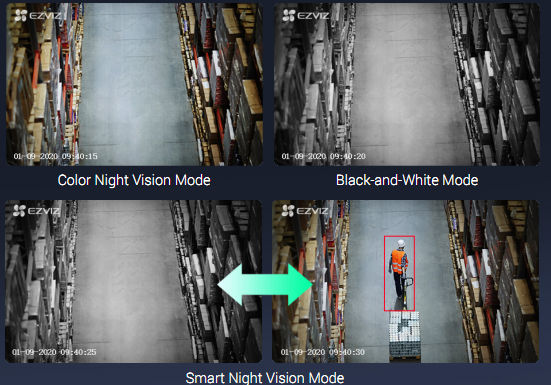 EZVIZ
EZVIZ
01-09-2020 09:40:15
01-09-2020 09:40:20
Color Night Vision Mode
Black-and-White Mode
EZVIZ
EZVIZ
01-09-2020 09:40:25
01-09-2020 09:40:30
Smart Night Vision Mode